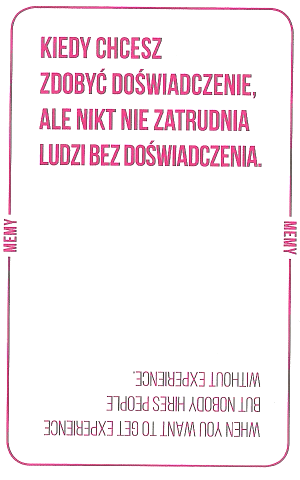 KIEDY CHCESZ
ZDOBYĆ DOŚWIADCZENIE,
ALE NIKT NIE ZATRUDNIA
LUDZI BEZ DOŚWIADCZENIA.
MEMY
MEMY
WHEN YOU WANT TO GET EXPERIENCE
BUT NOBODY HIRES PEOPLE
WITHOUT EXPERIENCE.